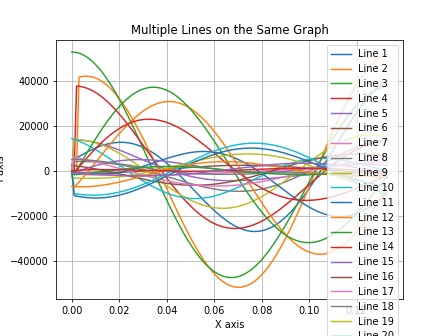 Multiple Lines on the Same Graph
40000
20000
0
−20000
−40000
axis
0.00
0.02
0.04
0.06
0.08
0.10
X axis
Line 1
Line 2
Line 3
Line 4
Line 5
Line 6
Line 7
Line 8
Line 9
Line 10
Line 11
Line 12
Line 13
Line 14
Line 15
Line 16
Line 17
Line 18
Line 19
Line 20